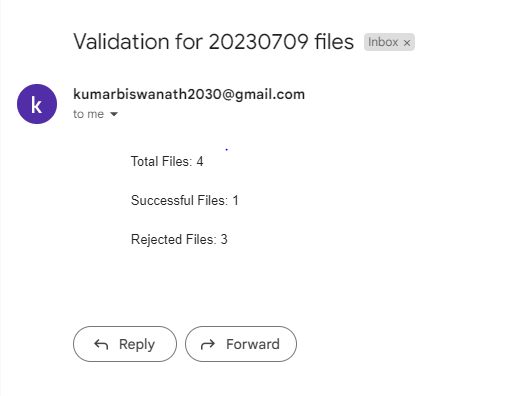 Validation for 20230709 files Inbox ×
k
kumarbiswanath2030@gmail.com
to me
Total Files: 4
Successful Files: 1
Rejected Files: 3
Reply Forward